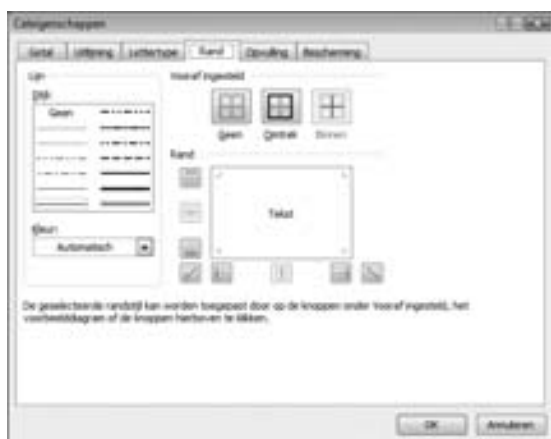 Celeigenschappen
Getal Uitlijning Lettertype Rand Opvulling Bescherming
Lijn
Stijl:
Geen
Kleur:
Automatisch
Vooraf ingesteld
Geen Omtrek Binnen
Rand
Tekst
De geselecteerde randstijl kan worden toegepast door op de knoppen onder Vooraf ingesteld, het
voorbeelddiagram of de knoppen hierboven te klikken.
OK Annuleren